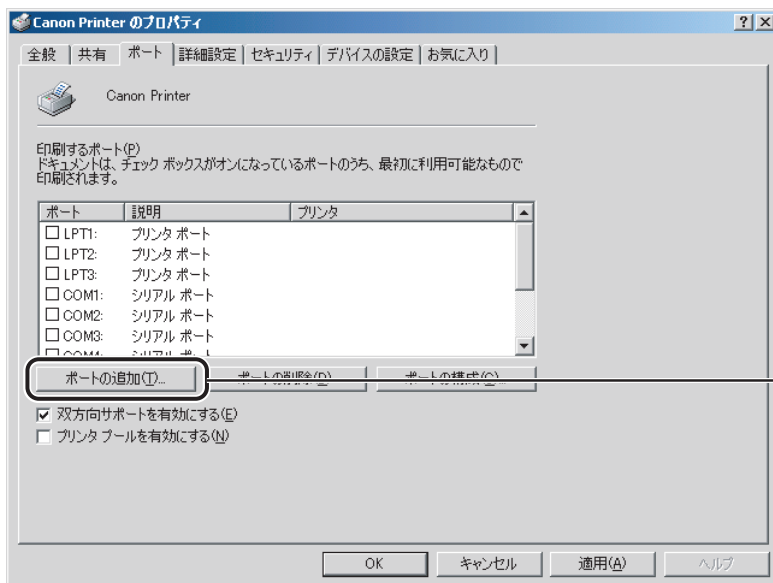 Canon Printer のプロパティ
全般 共有 ポート 詳細設定 セキュリティ デバイスの設定 お気に入り
Canon Printer
印刷するポート(P)
ドキュメントは、チェック ボックスがオンになっているポートのうち、最初に利用可能なもので
印刷されます。
ポート 説明 プリンタ
LPT1: プリンタ ポート
LPT2: プリンタ ポート
LPT3: プリンタ ポート
COM1: シリアル ポート
COM2: シリアル ポート
COM3: シリアル ポート
COM4: シリアル ポート
ポートの追加(T)... ポートの削除(D) ポートの構成(C)...
双方向サポートを有効にする(E)
プリンタ プールを有効にする(N)
OK キャンセル 適用(A) ヘルプ